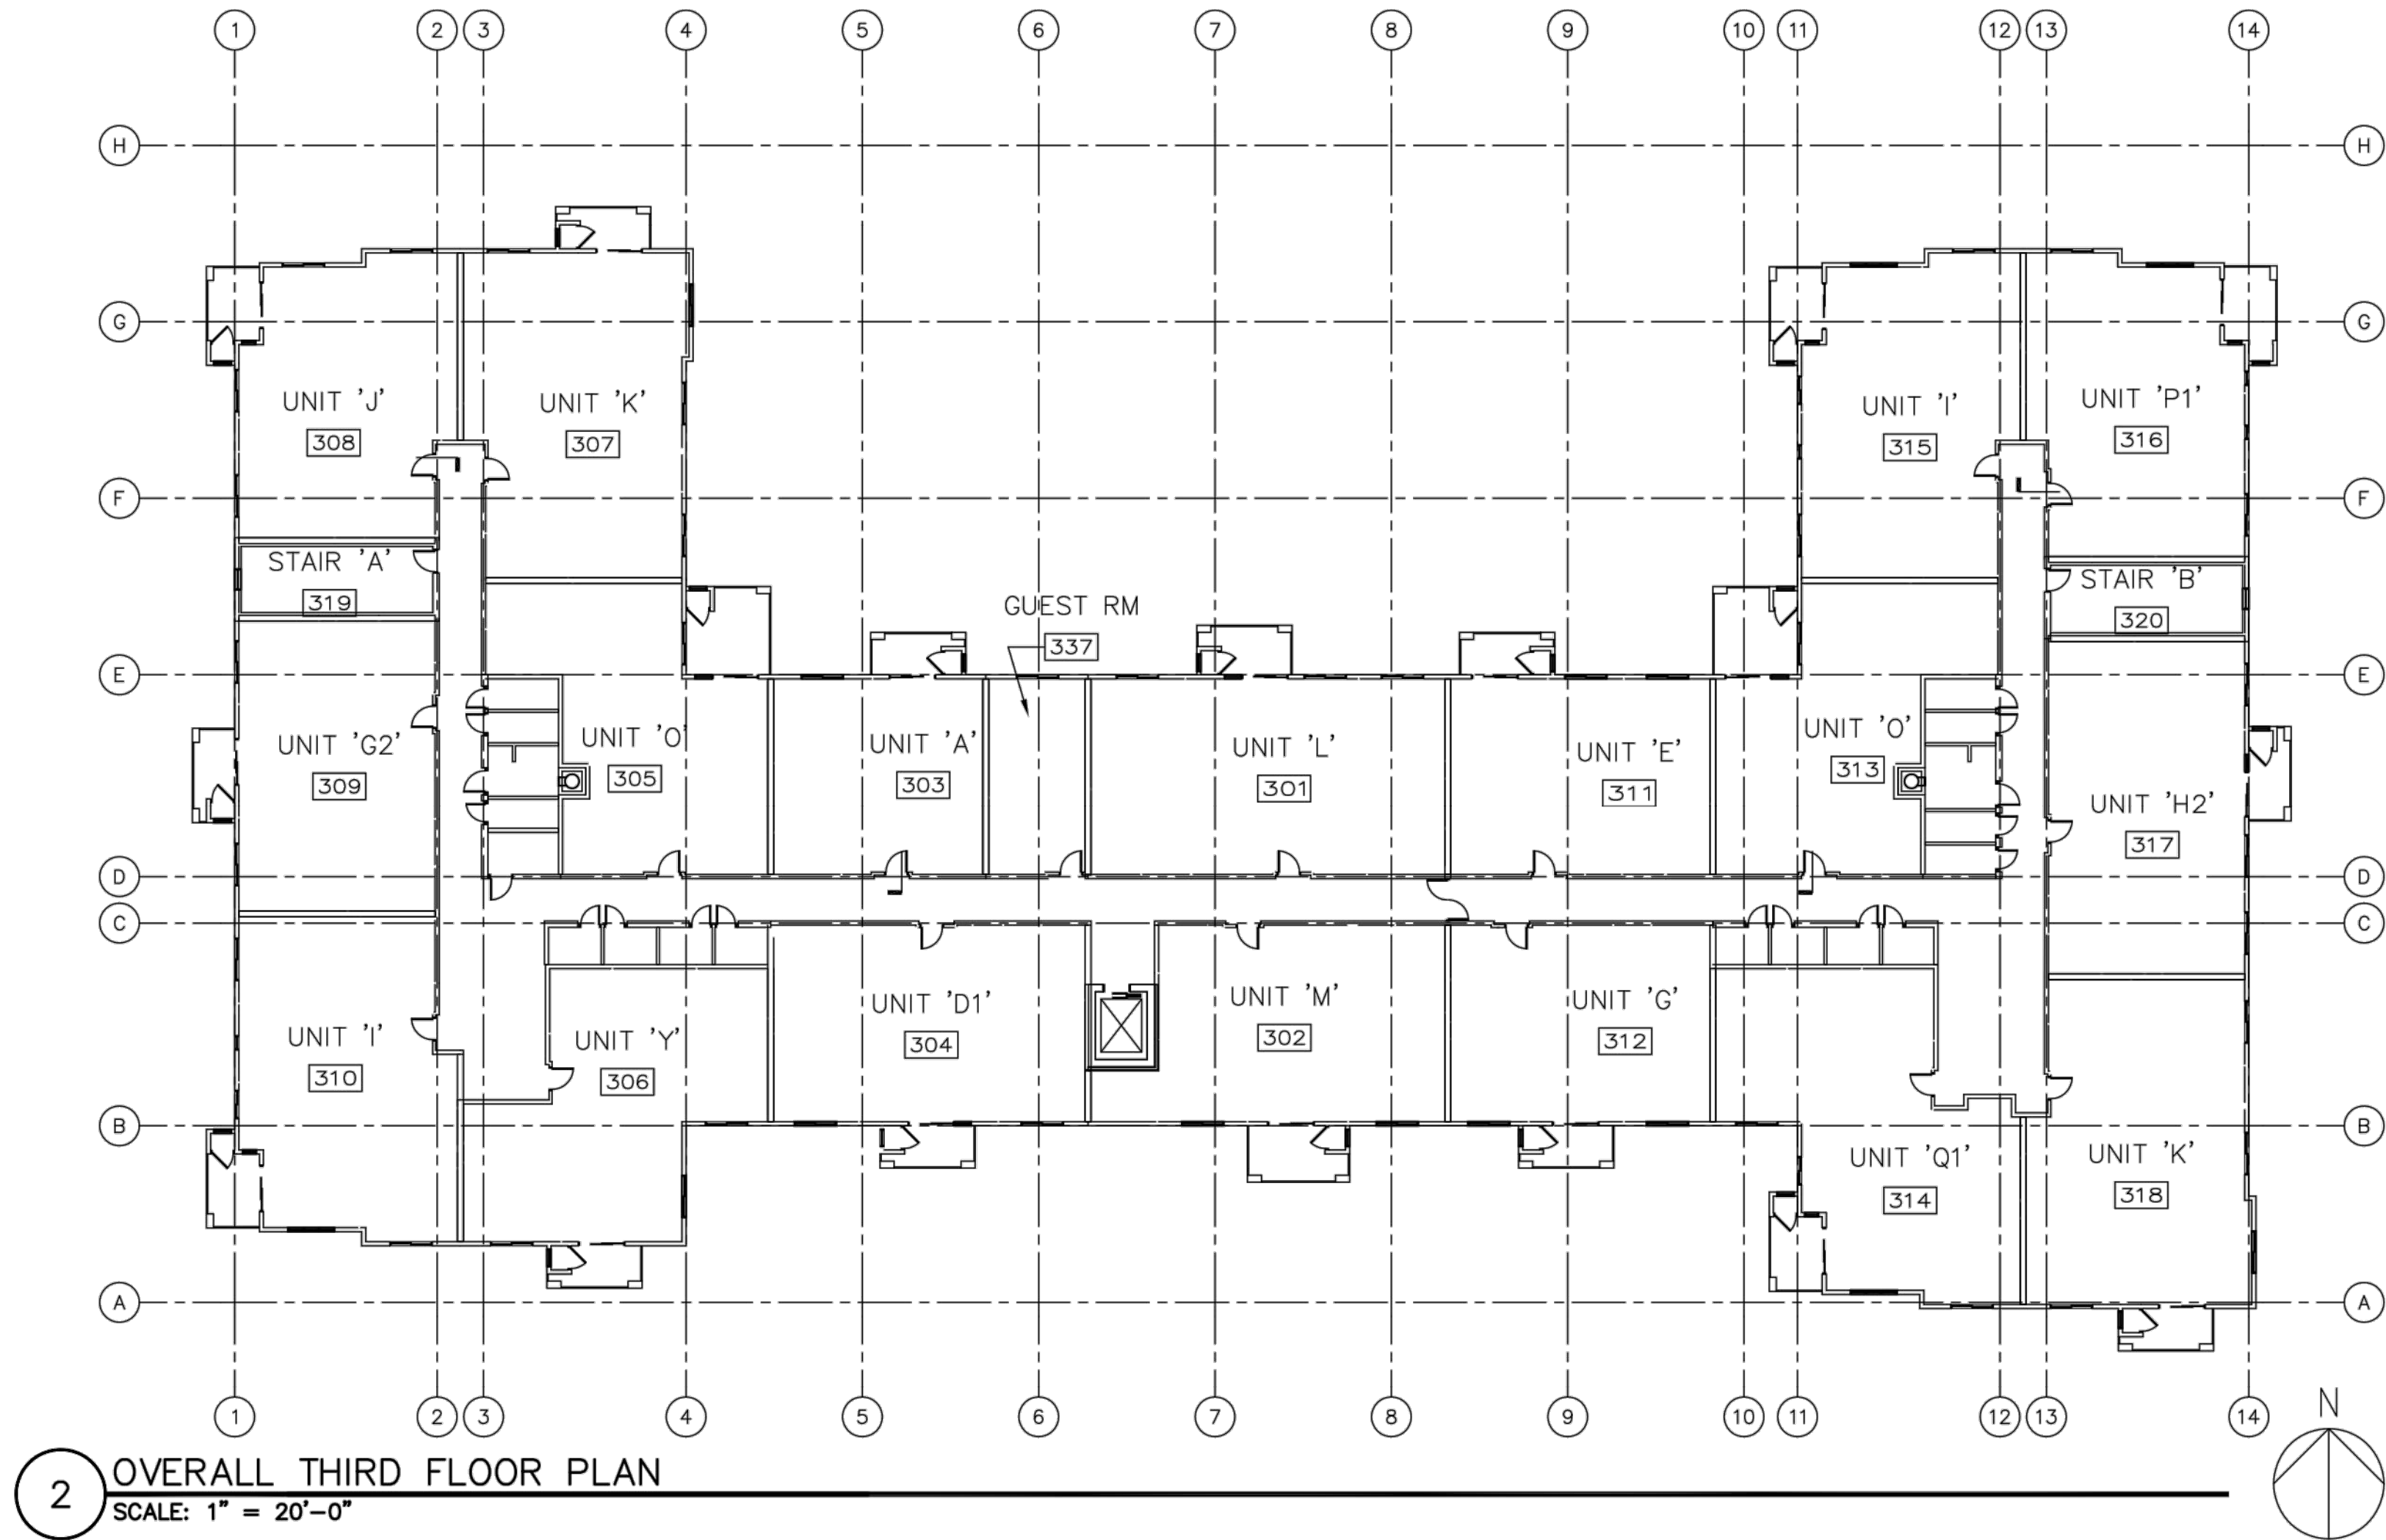 1 2 3 4 5 6 7 8 9 10 11 12 13 14
H H
G G
UNIT 'J'
308
UNIT 'K'
307
UNIT 'I'
315
UNIT 'P1'
316
F F
STAIR 'A'
319
GUEST RM
337
STAIR 'B'
320
E E
UNIT 'G2'
309
UNIT 'O'
305
UNIT 'A'
303
UNIT 'L'
301
UNIT 'E'
311
UNIT 'O'
313
UNIT 'H2'
317
D D
C C
UNIT 'I'
310
UNIT 'Y'
306
UNIT 'D1'
304
UNIT 'M'
302
UNIT 'G'
312
B B
UNIT 'Q1'
314
UNIT 'K'
318
A A
1 2 3 4 5 6 7 8 9 10 11 12 13 14
N
2
OVERALL THIRD FLOOR PLAN
SCALE: 1" = 20'-0"